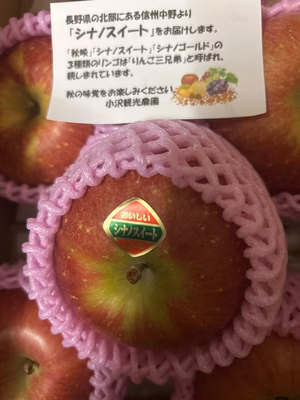 長野県の北部にある信州中野より
「シナノスイート」をお届けします。
「秋映」「シナノスイート」「シナノゴールド」の
３種類のリンゴは「りんご三兄弟」と呼ばれ、
親しまれています。
秋の味覚をお楽しみください。
小沢観光農園
おいしい
シナノスイート